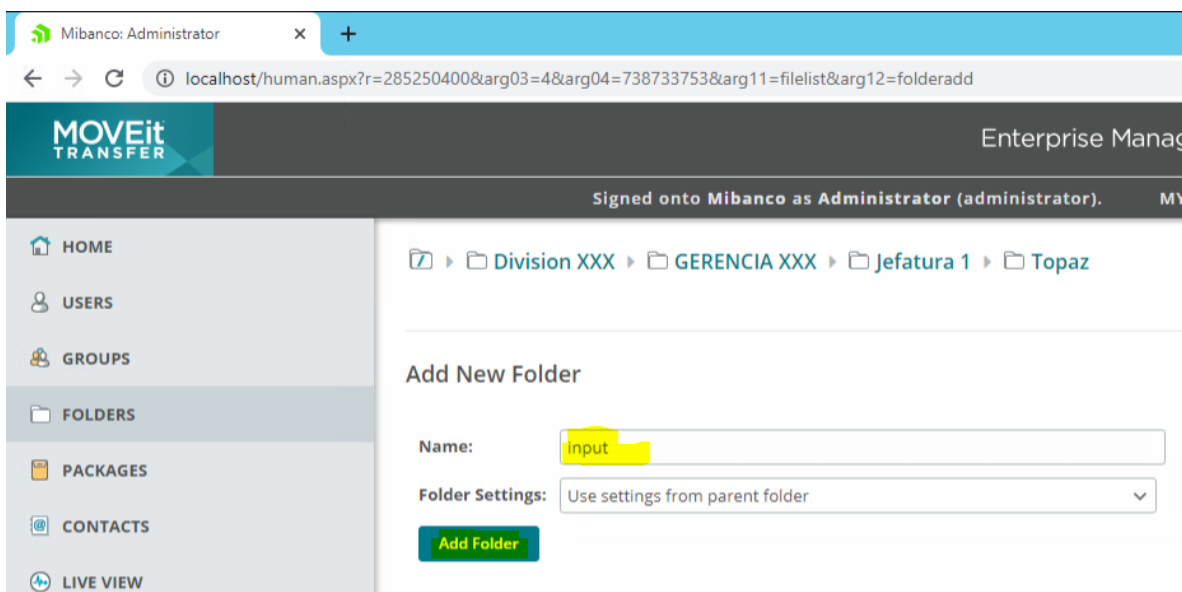 Mibanco: Administrator
localhost/human.aspx?r=285250400&arg03=4&arg04=738733753&arg11=filelist&arg12=folderadd
MOVEit
TRANSFER
Enterprise Manag
Signed onto Mibanco as Administrator (administrator). MY
HOME
USERS
GROUPS
FOLDERS
PACKAGES
CONTACTS
LIVE VIEW
Division XXX GERENCIA XXX Jefatura 1 Topaz
Add New Folder
Name: input
Folder Settings: Use settings from parent folder
Add Folder